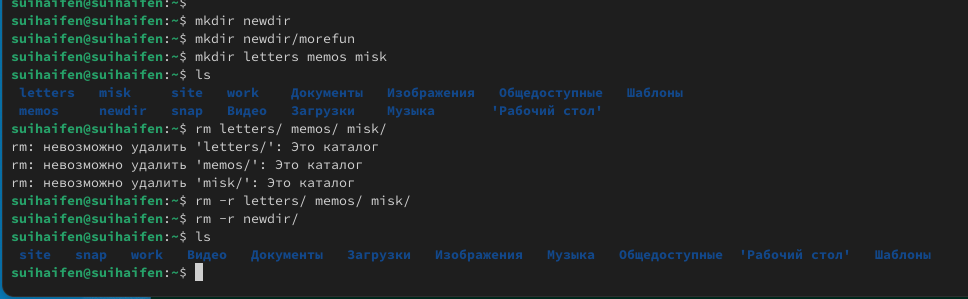 suihaifen@suihaifen:~$
suihaifen@suihaifen:~$ mkdir newdir
suihaifen@suihaifen:~$ mkdir newdir/morefun
suihaifen@suihaifen:~$ mkdir letters memos misk
suihaifen@suihaifen:~$ ls
letters misk site work Документы Изображения Общедоступные Шаблоны
memos newdir snap Видео Загрузки Музыка 'Рабочий стол'
suihaifen@suihaifen:~$ rm letters/ memos/ misk/
rm: невозможно удалить 'letters/': Это каталог
rm: невозможно удалить 'memos/': Это каталог
rm: невозможно удалить 'misk/': Это каталог
suihaifen@suihaifen:~$ rm -r letters/ memos/ misk/
suihaifen@suihaifen:~$ rm -r newdir/
suihaifen@suihaifen:~$ ls
site snap work Видео Документы Загрузки Изображения Музыка Общедоступные 'Рабочий стол' Шаблоны
suihaifen@suihaifen:~$